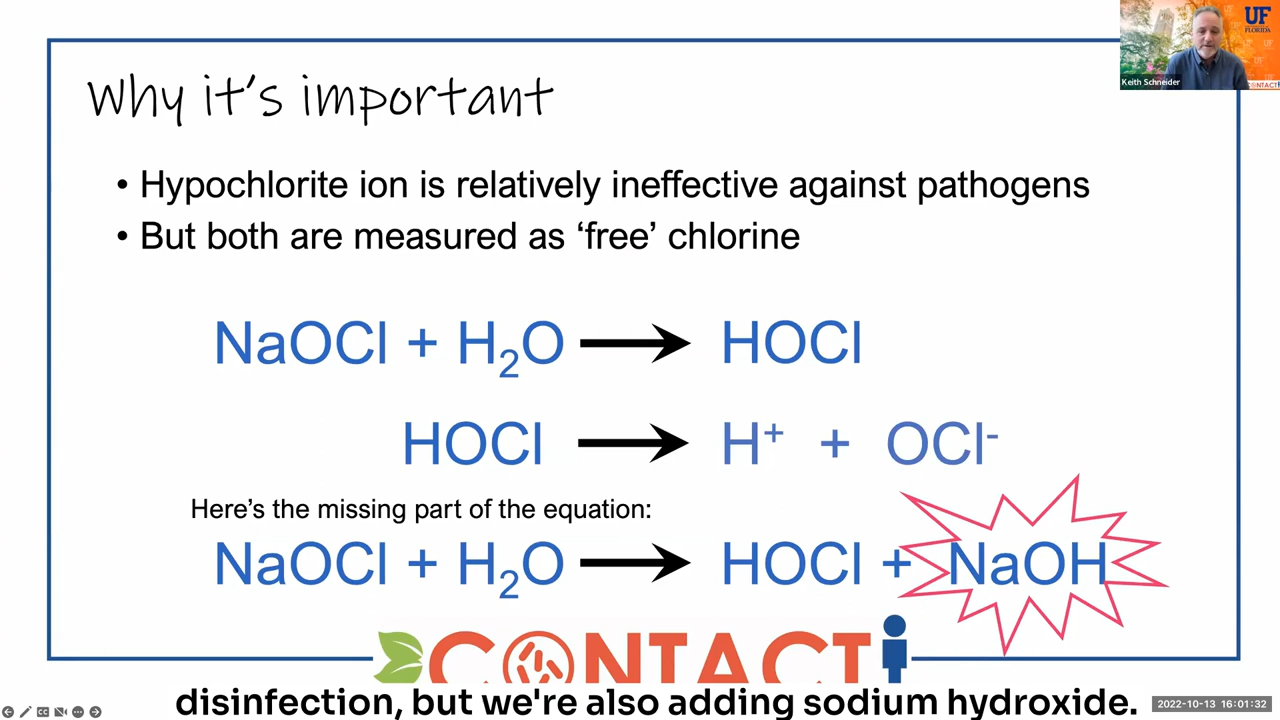 UF
FLORIDA
Keith Schneider
CONTACT!
Why it's important
• Hypochlorite ion is relatively ineffective against pathogens
• But both are measured as ‘free’ chlorine
NaOCl + H₂O → HOCl
HOCl → H⁺ + OCl⁻
Here’s the missing part of the equation:
NaOCl + H₂O → HOCl + NaOH
CONTACT
disinfection, but we're also adding sodium hydroxide.
2022-10-13 16:01:32